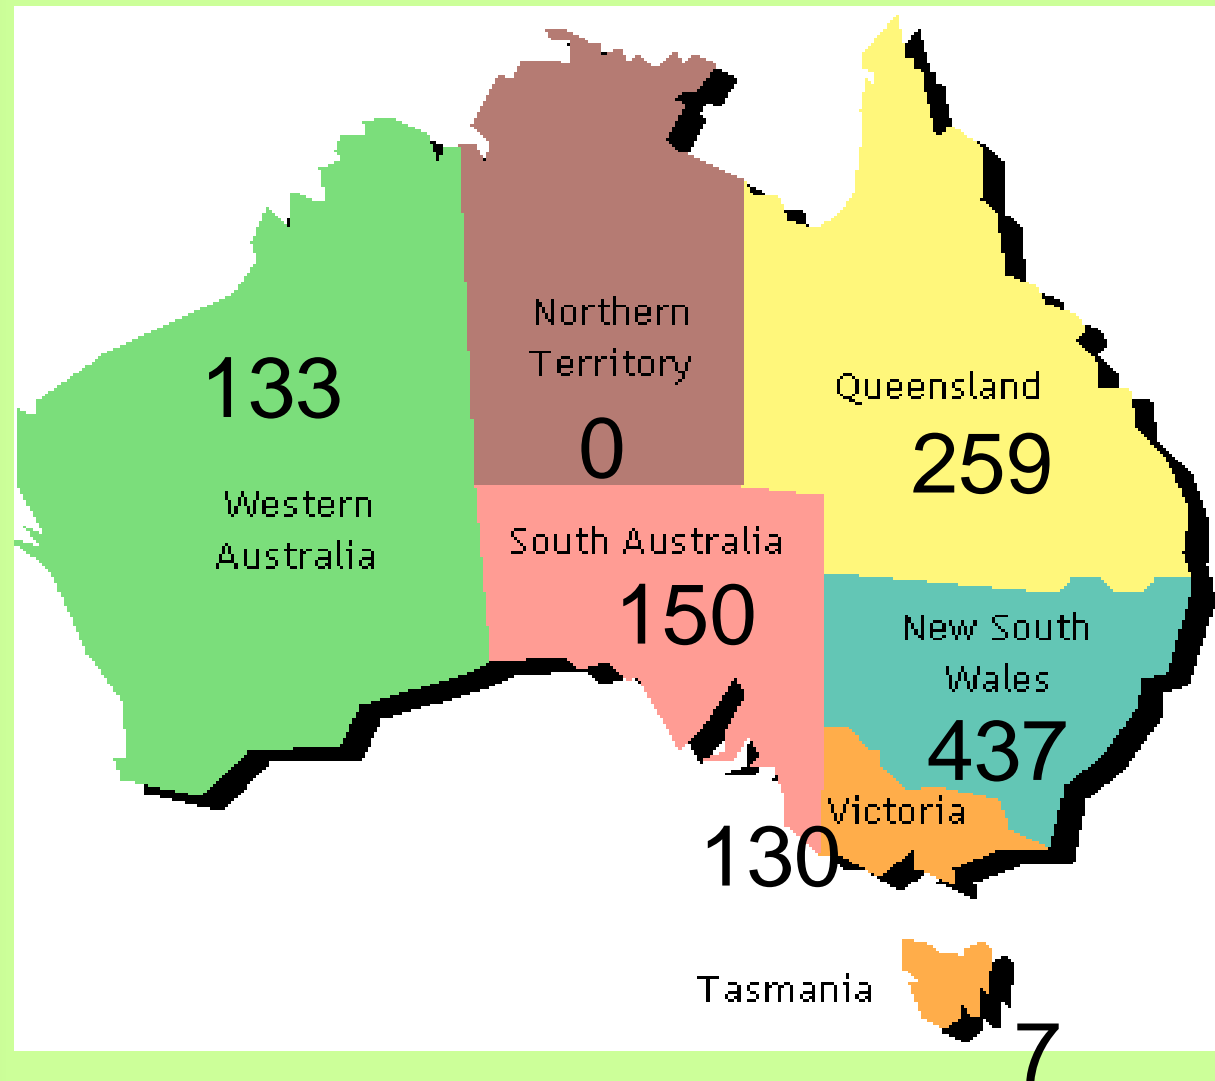 Northern
Territory
0
133
Western
Australia
Queensland
259
South Australia
150
New South
Wales
437
Victoria
130
Tasmania
7